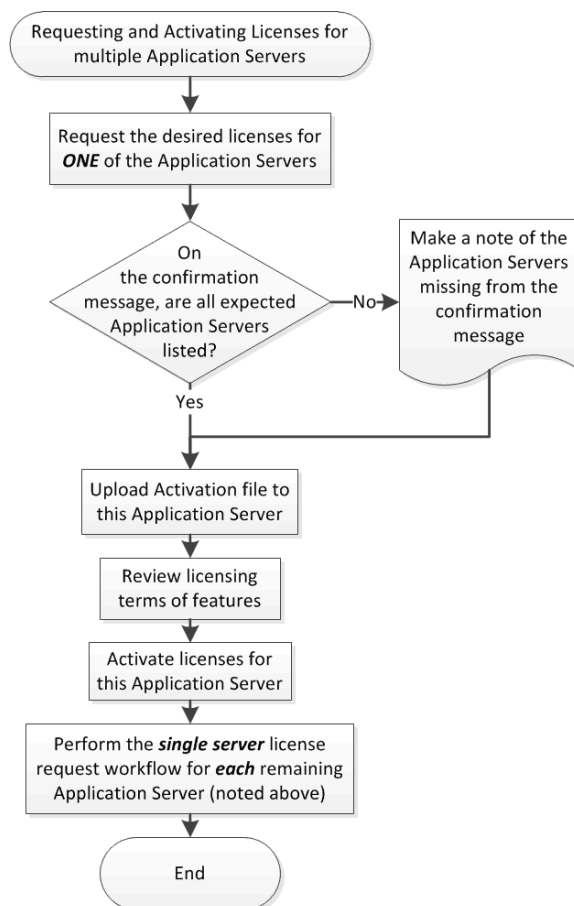 Requesting and Activating Licenses for
multiple Application Servers
Request the desired licenses for
ONE of the Application Servers
On
the confirmation
message, are all expected
Application Servers
listed?
No
Make a note of the
Application Servers
missing from the
confirmation
message
Yes
Upload Activation file to
this Application Server
Review licensing
terms of features
Activate licenses for
this Application Server
Perform the single server license
request workflow for each remaining
Application Server (noted above)
End